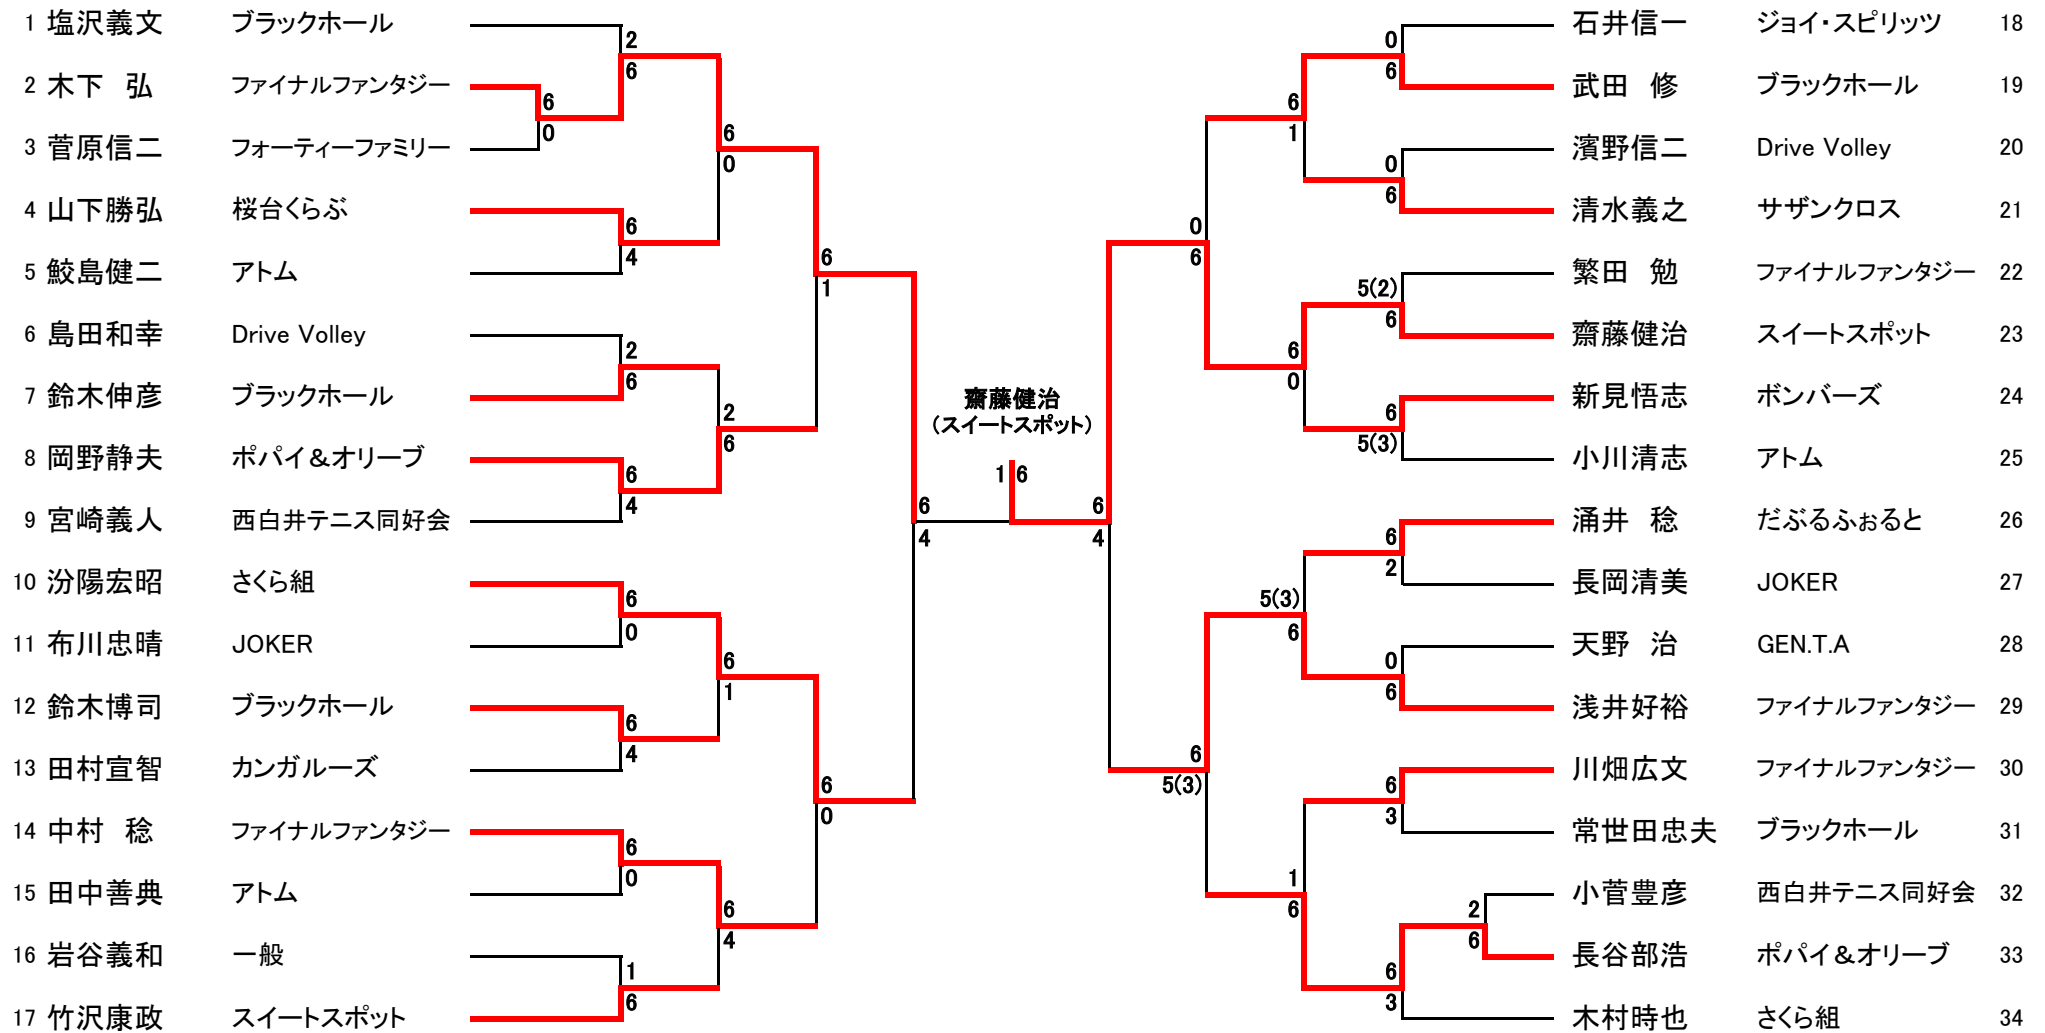 1 塩沢義文 ブラックホール
2 木下 弘 ファイナルファンタジー
3 菅原信二 フォーティーファミリー
4 山下勝弘 桜台くらぶ
5 鮫島健二 アトム
6 島田和幸 Drive Volley
7 鈴木伸彦 ブラックホール
8 岡野静夫 ポパイ&オリーブ
9 宮崎義人 西白井テニス同好会
10 汾陽宏昭 さくら組
11 布川忠晴 JOKER
12 鈴木博司 ブラックホール
13 田村宣智 カンガルーズ
14 中村 稔 ファイナルファンタジー
15 田中善典 アトム
16 岩谷義和 一般
17 竹沢康政 スイートスポット
6
0
2
6
6
4
2
6
6
4
6
0
6
4
6
0
1
6
6
0
2
6
6
1
6
4
6
1
6
0
6
4
齋藤健治
(スイートスポット)
1 6
6
4
0
6
6
5(3)
6
1
6
0
5(3)
6
1
6
0
6
0
6
5(2)
6
6
5(3)
6
2
0
6
6
3
6
3
2
6
石井信一 ジョイ・スピリッツ 18
武田 修 ブラックホール 19
濱野信二 Drive Volley 20
清水義之 サザンクロス 21
繁田 勉 ファイナルファンタジー 22
齋藤健治 スイートスポット 23
新見悟志 ボンバーズ 24
小川清志 アトム 25
涌井 稔 だぶるふぉると 26
長岡清美 JOKER 27
天野 治 GEN.T.A 28
浅井好裕 ファイナルファンタジー 29
川畑広文 ファイナルファンタジー 30
常世田忠夫 ブラックホール 31
小菅豊彦 西白井テニス同好会 32
長谷部浩 ポパイ&オリーブ 33
木村時也 さくら組 34